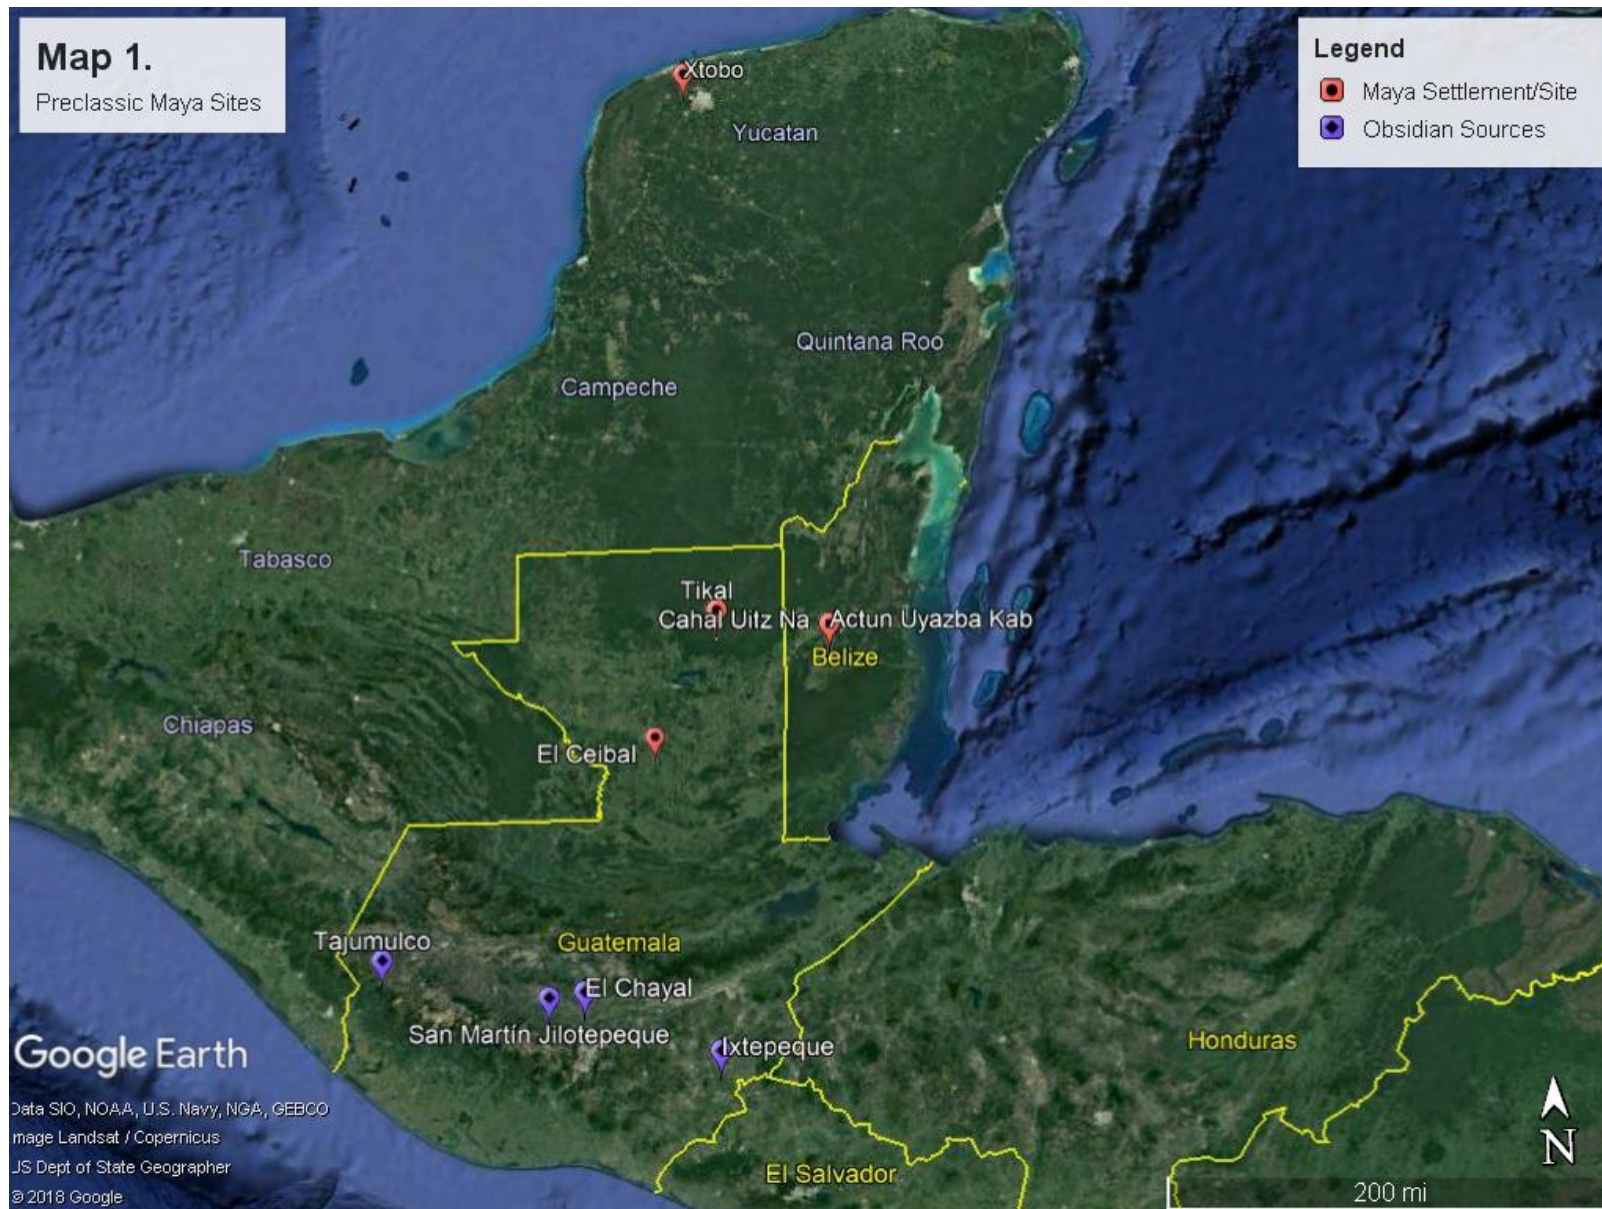 Map 1.
Preclassic Maya Sites
Legend
Maya Settlement/Site
Obsidian Sources
Xtobo
Yucatan
Quintana Roo
Campeche
Tabasco
Tikal
Cahal Uitz Na
Actun Uyazba Kab
Belize
Chiapas
El Ceibal
Tajumulco
Guatemala
El Chayal
San Martín Jilotepeque
Ixtepeque
Honduras
El Salvador
Google Earth
Data SIO, NOAA, U.S. Navy, NGA, GEBCO
mage Landsat / Copernicus
US Dept of State Geographer
© 2018 Google
N
200 mi